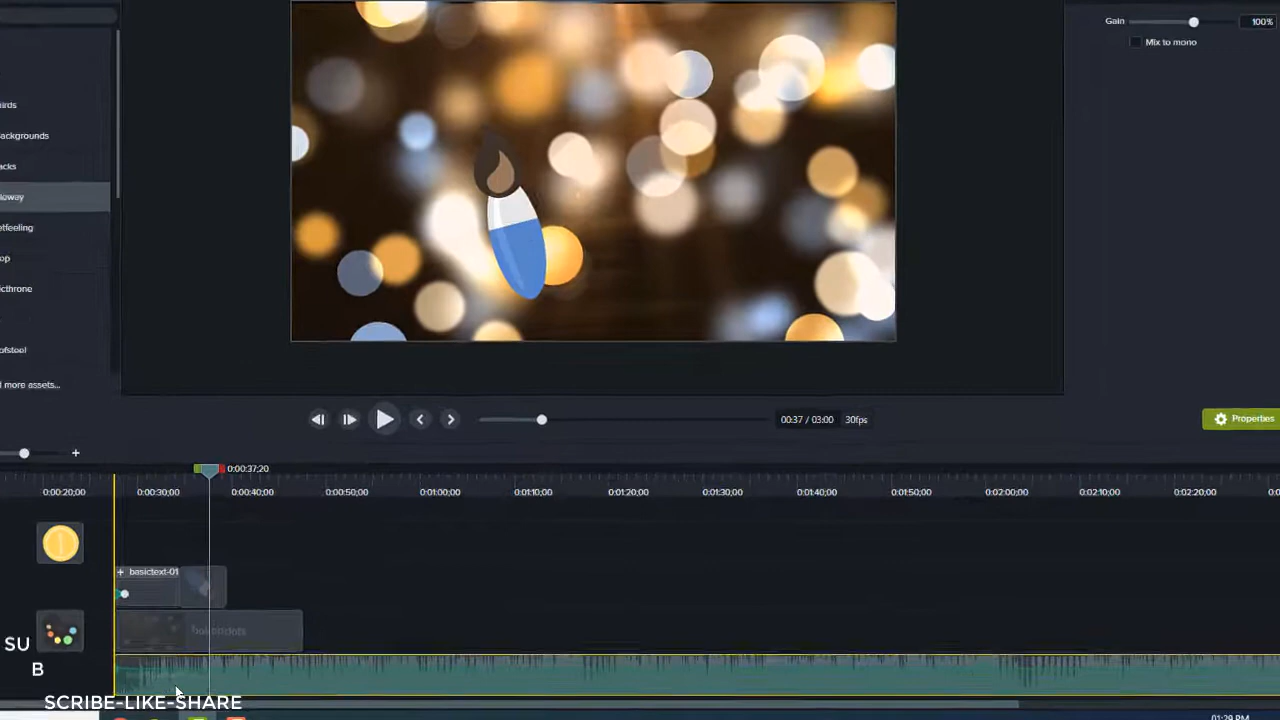 Gain 100%
Mix to mono
irds
ackgrounds
acks
away
etfeeling
op
icthrone
ofsteel
d more assets...
00:37 / 03:00 30fps
Properties
+
0:00:37;20
0:00:20;00 0:00:30;00 0:00:40;00 0:00:50;00 0:01:00;00 0:01:10;00 0:01:20;00 0:01:30;00 0:01:40;00 0:01:50;00 0:02:00;00 0:02:10;00 0:02:20;00
+ basictext-01
SU
B
SCRIBE-LIKE-SHARE
01:29 PM